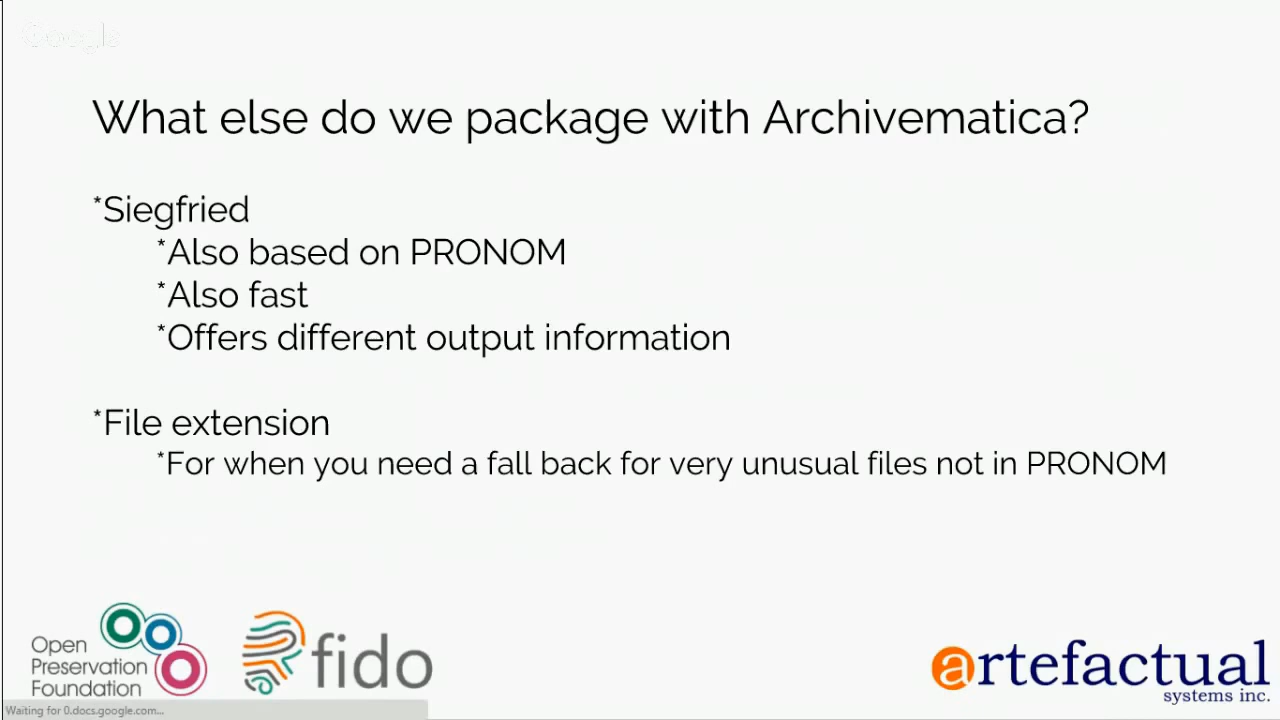 Google
What else do we package with Archivematica?
*Siegfried
*Also based on PRONOM
*Also fast
*Offers different output information
*File extension
*For when you need a fall back for very unusual files not in PRONOM
Open
Preservation
Foundation
fido
artefactual
systems inc.
Waiting for 0.docs.google.com...